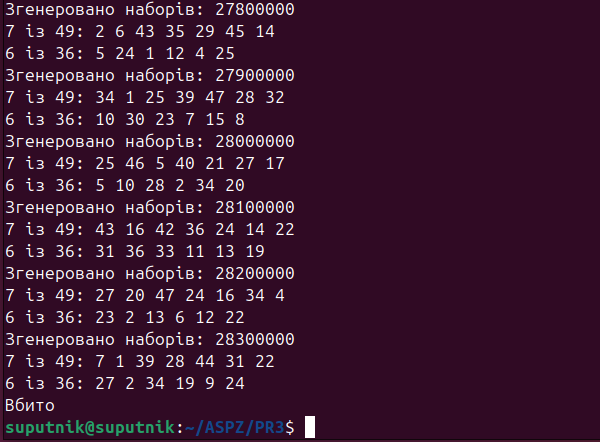 Згенеровано наборів: 27800000
7 із 49: 2 6 43 35 29 45 14
6 із 36: 5 24 1 12 4 25
Згенеровано наборів: 27900000
7 із 49: 34 1 25 39 47 28 32
6 із 36: 10 30 23 7 15 8
Згенеровано наборів: 28000000
7 із 49: 25 46 5 40 21 27 17
6 із 36: 5 10 28 2 34 20
Згенеровано наборів: 28100000
7 із 49: 43 16 42 36 24 14 22
6 із 36: 31 36 33 11 13 19
Згенеровано наборів: 28200000
7 із 49: 27 20 47 24 16 34 4
6 із 36: 23 2 13 6 12 22
Згенеровано наборів: 28300000
7 із 49: 7 1 39 28 44 31 22
6 із 36: 27 2 34 19 9 24
Вбито
suputnik@suputnik:~/ASPZ/PR3$